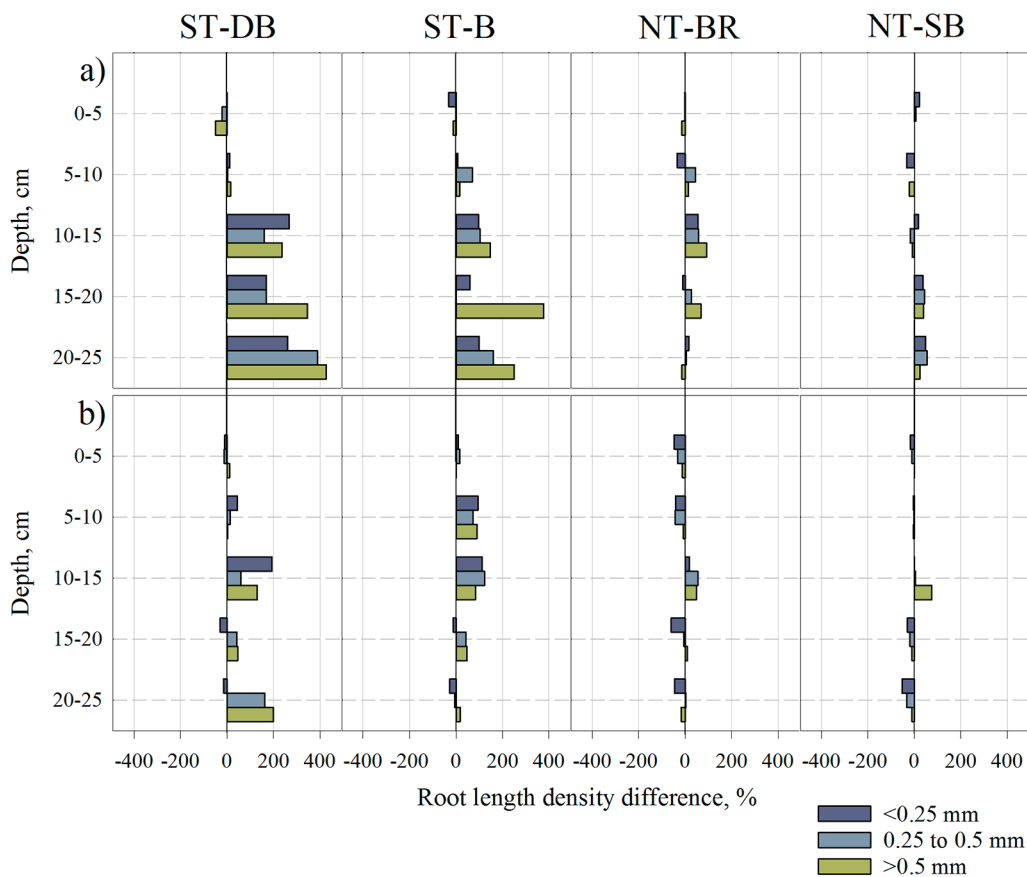 ST-DB ST-B NT-BR NT-SB
a)
0-5
5-10
10-15
15-20
20-25
Depth, cm
b)
0-5
5-10
10-15
15-20
20-25
Depth, cm
-400 -200 0 200 400 -400 -200 0 200 400 -400 -200 0 200 400 -400 -200 0 200 400
Root length density difference, %
<0.25 mm
0.25 to 0.5 mm
>0.5 mm